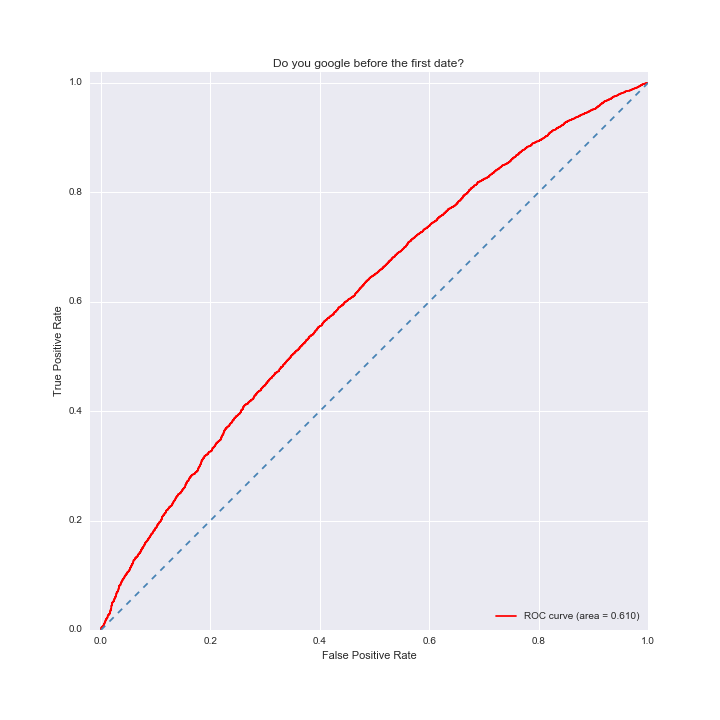 Do you google before the first date?
1.0
0.8
0.6
0.4
0.2
0.0
True Positive Rate
ROC curve (area = 0.610)
0.0 0.2 0.4 0.6 0.8 1.0
False Positive Rate